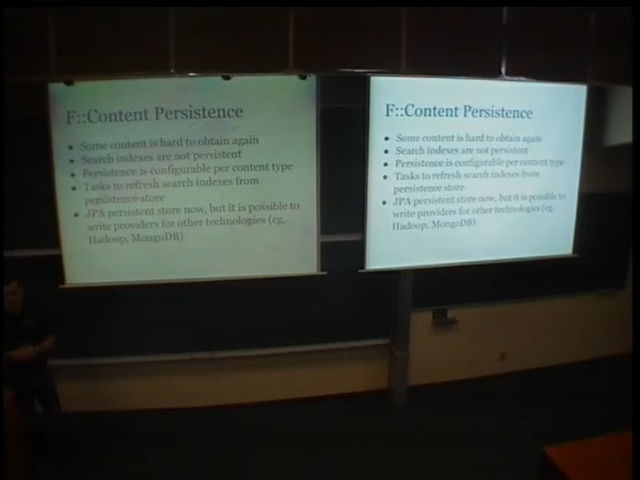 F::Content Persistence
Some content is hard to obtain again
Search indexes are not persistent
Persistence is configurable per content type
Tasks to refresh search indexes from
persistence store
JPA persistent store now, but it is possible to
write providers for other technologies (eg,
Hadoop, MongoDB)
F::Content Persistence
Some content is hard to obtain again
Search indexes are not persistent
Persistence is configurable per content type
Tasks to refresh search indexes from
persistence store
JPA persistent store now, but it is possible to
write providers for other technologies (eg,
Hadoop, MongoDB)